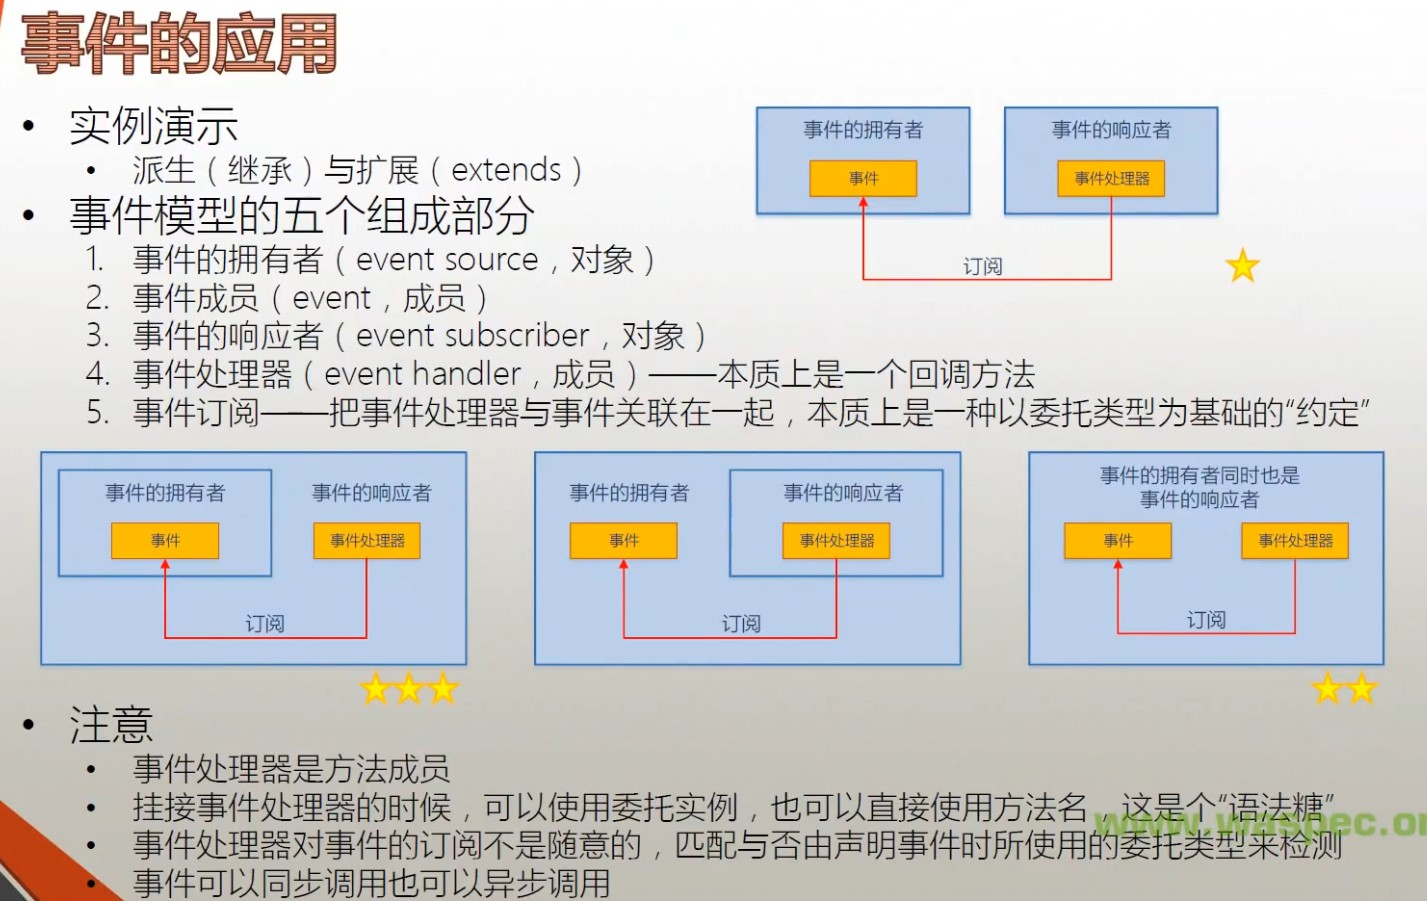 事件的应用
• 实例演示
• 派生（继承）与扩展（extends）
• 事件模型的五个组成部分
1. 事件的拥有者（event source，对象）
2. 事件成员（event，成员）
3. 事件的响应者（event subscriber，对象）
4. 事件处理器（event handler，成员）——本质上是一个回调方法
5. 事件订阅——把事件处理器与事件关联在一起，本质上是一种以委托类型为基础的“约定”
事件的拥有者
事件
事件的响应者
事件处理器
订阅
事件的拥有者
事件
事件的响应者
事件处理器
订阅
事件的拥有者
事件
事件的响应者
事件处理器
订阅
事件的拥有者同时也是
事件的响应者
事件
事件处理器
订阅
• 注意
• 事件处理器是方法成员
• 挂接事件处理器的时候，可以使用委托实例，也可以直接使用方法名，这是个“语法糖”
• 事件处理器对事件的订阅不是随意的，匹配与否由声明事件时所使用的委托类型来检测
• 事件可以同步调用也可以异步调用
www.waspec.or